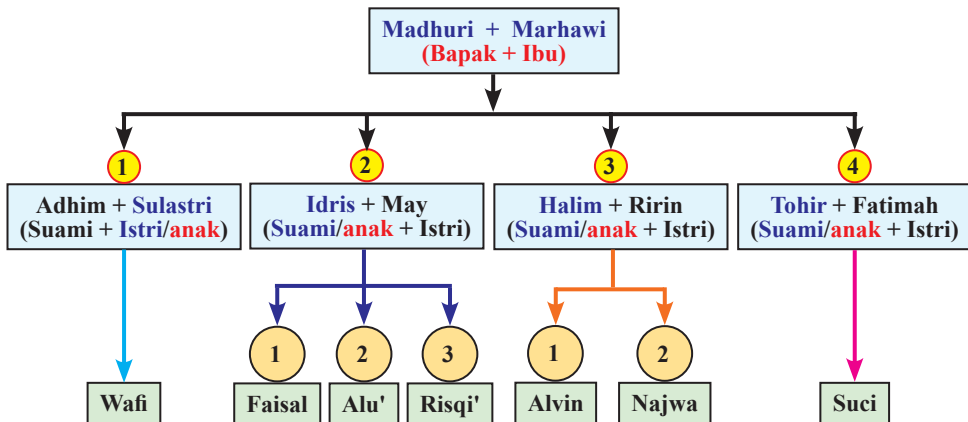 Madhuri + Marhawi
(Bapak + Ibu)
1
2
3
4
Adhim + Sulastri
(Suami + Istri/anak)
Idris + May
(Suami/anak + Istri)
Halim + Ririn
(Suami/anak + Istri)
Tohir + Fatimah
(Suami/anak + Istri)
1
2
3
1
2
Wafi
Faisal
Alu'
Risqi'
Alvin
Najwa
Suci